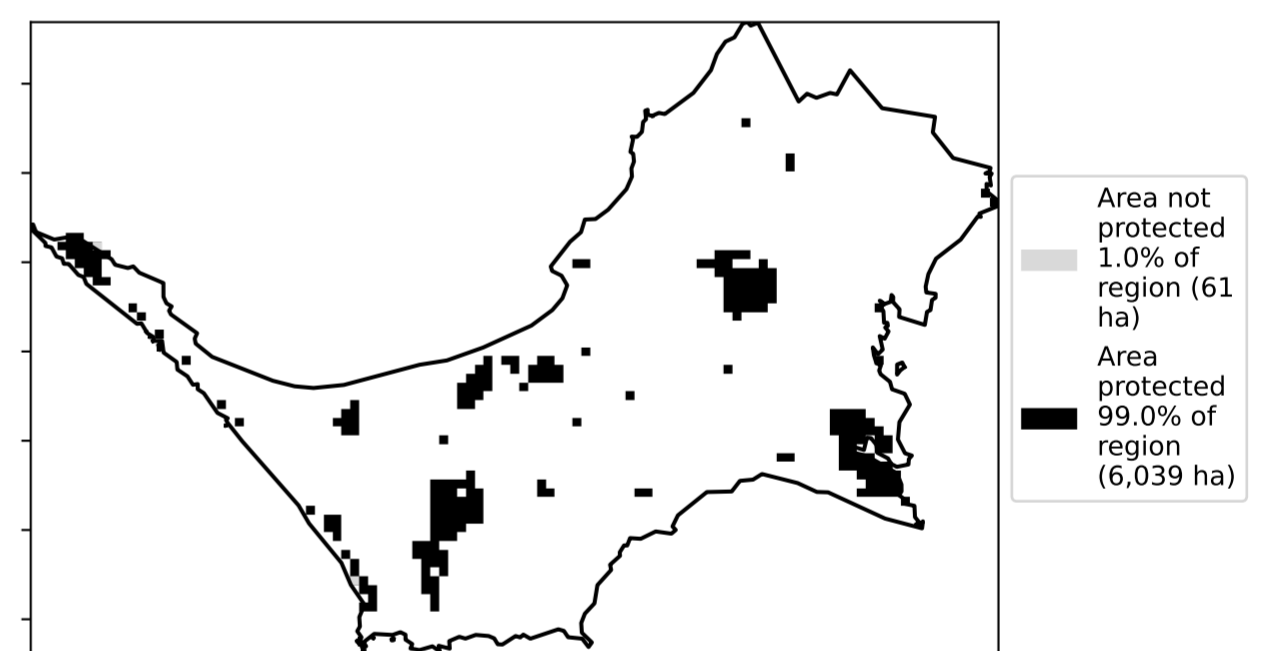 Area not
protected
1.0% of
region (61
ha)
Area
protected
99.0% of
region
(6,039 ha)